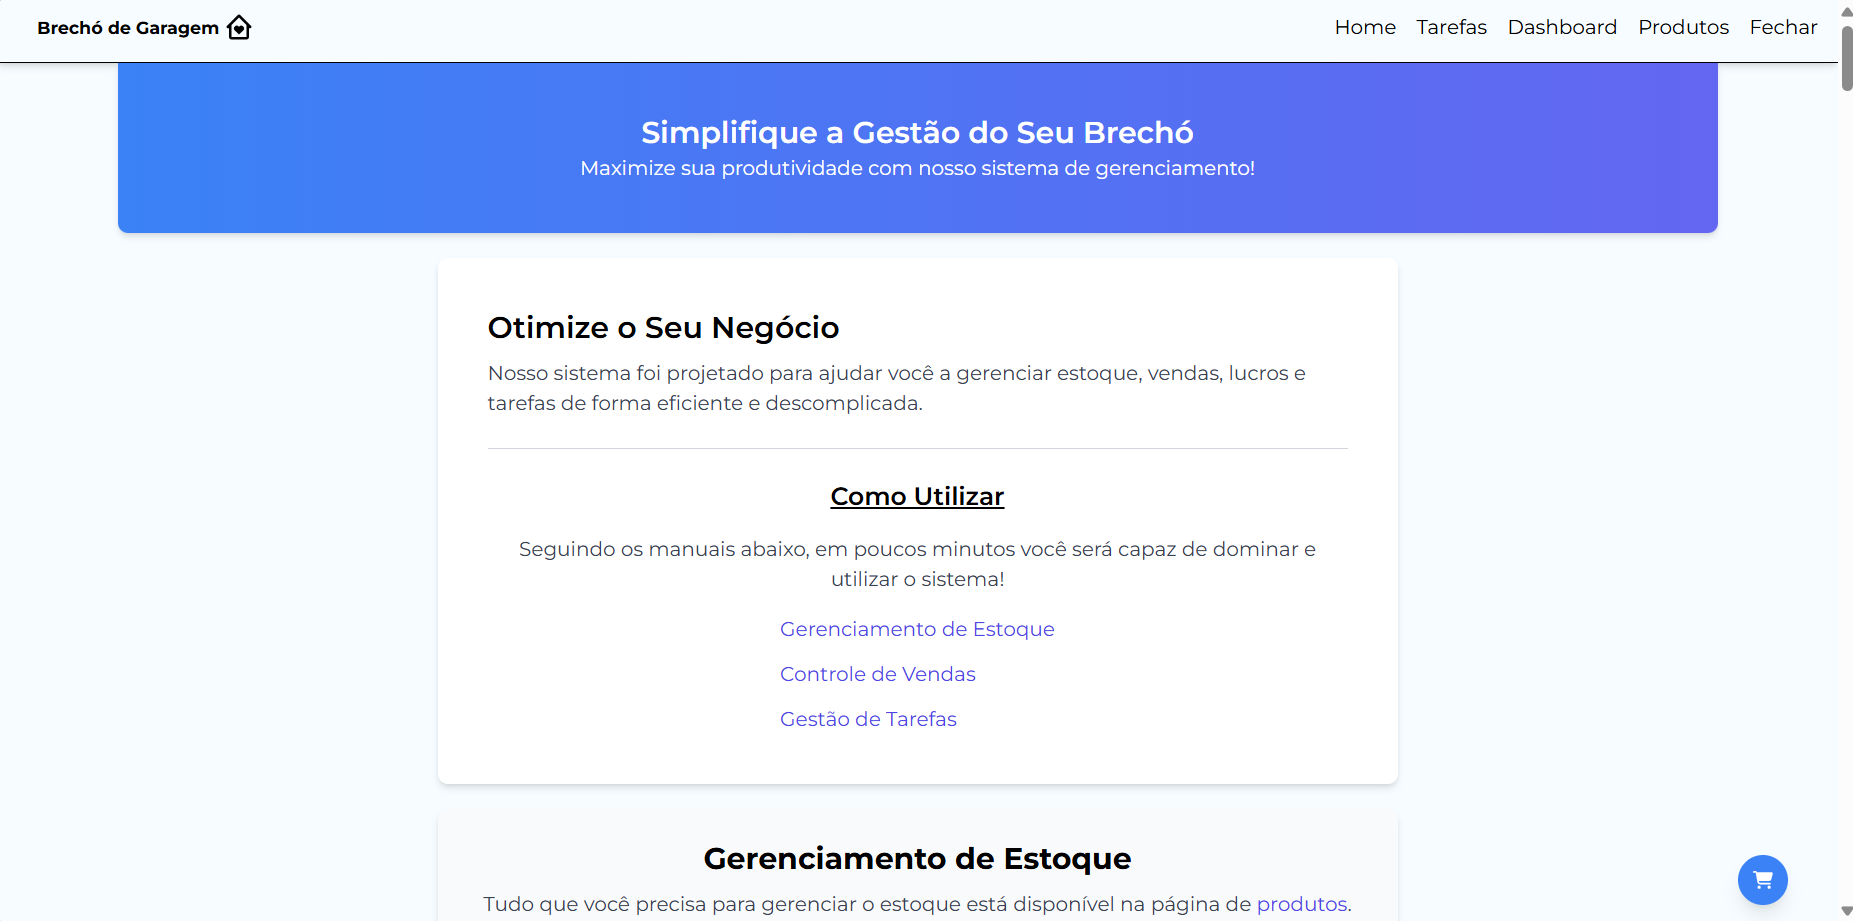 Brechó de Garagem
Home Tarefas Dashboard Produtos Fechar
Simplifique a Gestão do Seu Brechó
Maximize sua produtividade com nosso sistema de gerenciamento!
Otimize o Seu Negócio
Nosso sistema foi projetado para ajudar você a gerenciar estoque, vendas, lucros e
tarefas de forma eficiente e descomplicada.
Como Utilizar
Seguindo os manuais abaixo, em poucos minutos você será capaz de dominar e
utilizar o sistema!
Gerenciamento de Estoque
Controle de Vendas
Gestão de Tarefas
Gerenciamento de Estoque
Tudo que você precisa para gerenciar o estoque está disponível na página de produtos.